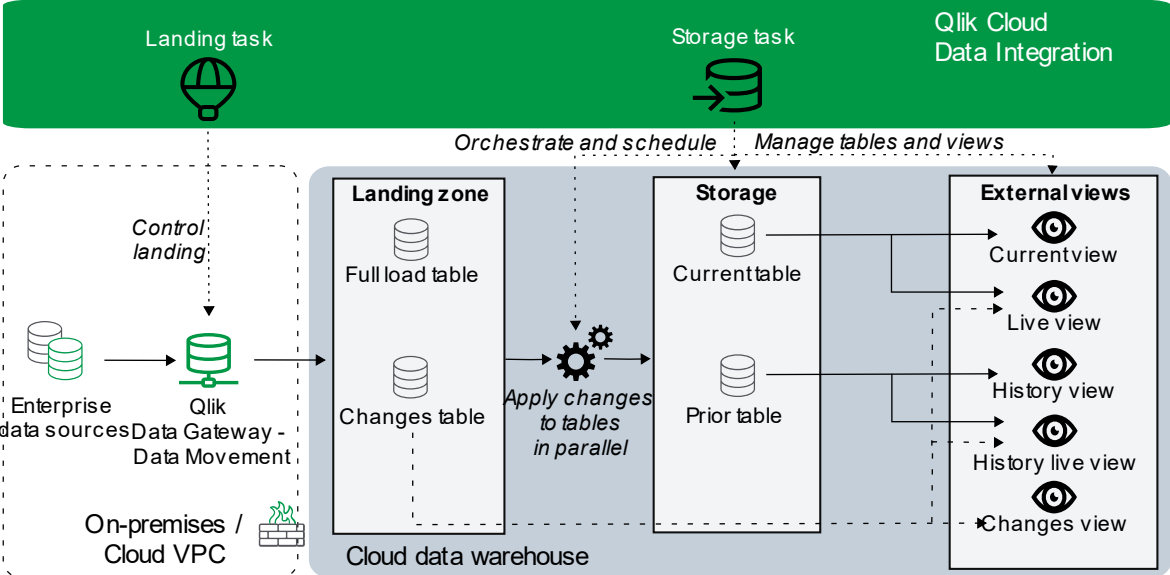 Landing task
Storage task
Qlik Cloud
Data Integration
Orchestrate and schedule
Manage tables and views
Control
landing
Landing zone
Full load table
Changes table
Storage
Current table
Prior table
External views
Current view
Live view
History view
History live view
Changes view
Enterprise
data sources
Qlik
Data Gateway -
Data Movement
Apply changes
to tables
in parallel
On-premises /
Cloud VPC
Cloud data warehouse